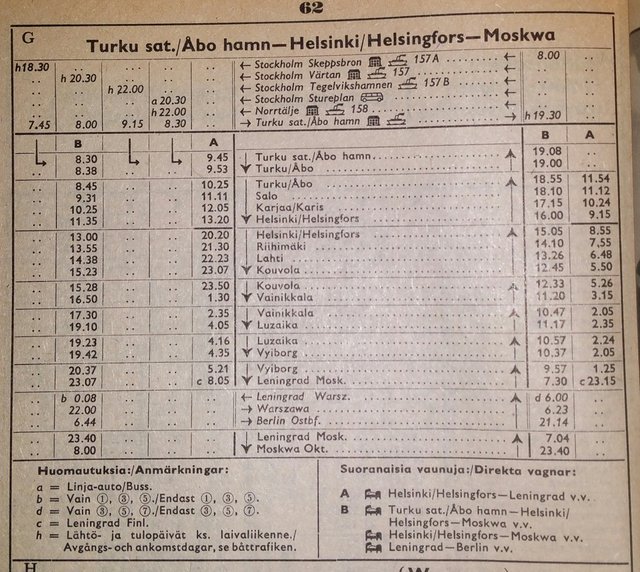 62
G
Turku sat./Åbo hamn—Helsinki/Helsingfors—Moskwa
h18.30 .. .. .. ← Stockholm Skeppsbron 157A ← 8.00
.. h 20.30 .. .. ← Stockholm Värtan 157 ← ..
.. .. h 22.00 .. ← Stockholm Tegelvikshamnen 157B ← ..
.. .. .. a 20.30 ← Stockholm Stureplan ← ..
.. .. .. h 22.00 ← Norrtälje 158 ← ..
7.45 8.00 9.15 8.30 → Turku sat./Åbo hamn → h 19.30
B A B A
8.30 9.45 Turku sat./Åbo hamn 19.08 ..
.. 8.38 .. .. 9.53 Turku/Åbo 19.00 ..
.. 8.45 .. .. 10.25 Turku/Åbo 18.55 11.54
.. 9.31 .. .. 11.11 Salo 18.10 11.12
.. 10.25 .. .. 12.05 Karjaa/Karis 17.15 10.24
.. 11.35 .. .. 13.20 Helsinki/Helsingfors 16.00 9.15
.. 13.00 .. .. 20.20 Helsinki/Helsingfors 15.05 8.55
.. 13.55 .. .. 21.30 Riihimäki 14.10 7,55
.. 14.38 .. .. 22.23 Lahti 13.26 6.48
.. 15.23 .. .. 23.07 Kouvola 12.45 5.50
.. 15.28 .. .. 23.50 Kouvola 12.33 5.26
.. 16.50 .. .. 1.30 Vainikkala 11.20 3.15
.. 17.30 .. .. 2.35 Vainikkala 10.47 2.05
.. 19.10 .. .. 4.05 Luzaika 11.17 2.35
.. 19.23 .. .. 4.16 Luzaika 10.57 2.24
.. 19.42 .. .. 4.35 Vyiborg 10.37 2.05
.. 20.37 .. .. 5.21 Vyiborg 9.57 1.25
.. 23.07 .. .. c 8.05 Leningrad Mosk. 7.30 c 23.15
.. b 0.08 .. .. .. ← Leningrad Warsz. d 6.00 ..
.. 22.00 .. .. .. → Warszawa 6.23 ..
.. 6.44 .. .. .. → Berlin Ostbf. 21.14 ..
.. 23.40 .. .. .. Leningrad Mosk. 7.04 ..
.. 8.00 .. .. .. Moskwa Okt. 23.40 ..
Huomautuksia:/Anmärkningar:
a = Linja-auto/Buss.
b = Vain ①, ③, ⑤./Endast ①, ③, ⑤.
d = Vain ③, ⑤, ⑦./Endast ③, ⑤, ⑦.
c = Leningrad Finl.
h = Lähtö- ja tulopäivät ks. laivaliikenne./
Avgångs- och ankomstdagar, se båttrafiken.
Suoranaisia vaunuja:/Direkta vagnar:
A Helsinki/Helsingfors—Leningrad v.v.
B Turku sat./Åbo hamn—Helsinki/
Helsingfors—Moskwa v.v.
Helsinki/Helsingfors—Moskwa v.v.
Leningrad—Berlin v.v.
H